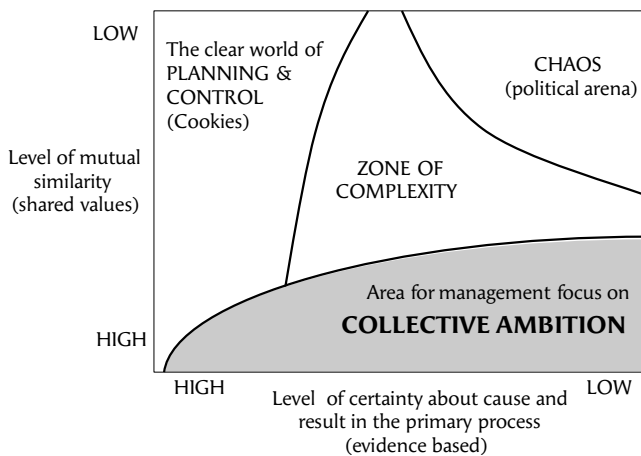 LOW
The clear world of
PLANNING &
CONTROL
(Cookies)
CHAOS
(political arena)
Level of mutual
similarity
(shared values)
ZONE OF
COMPLEXITY
Area for management focus on
COLLECTIVE AMBITION
HIGH
HIGH
LOW
Level of certainty about cause and
result in the primary process
(evidence based)